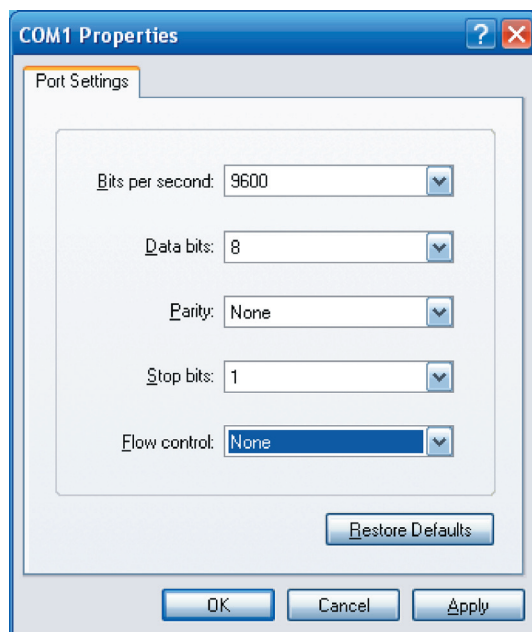 COM1 Properties
Port Settings
Bits per second: 9600
Data bits: 8
Parity: None
Stop bits: 1
Flow control: None
Restore Defaults
OK Cancel Apply